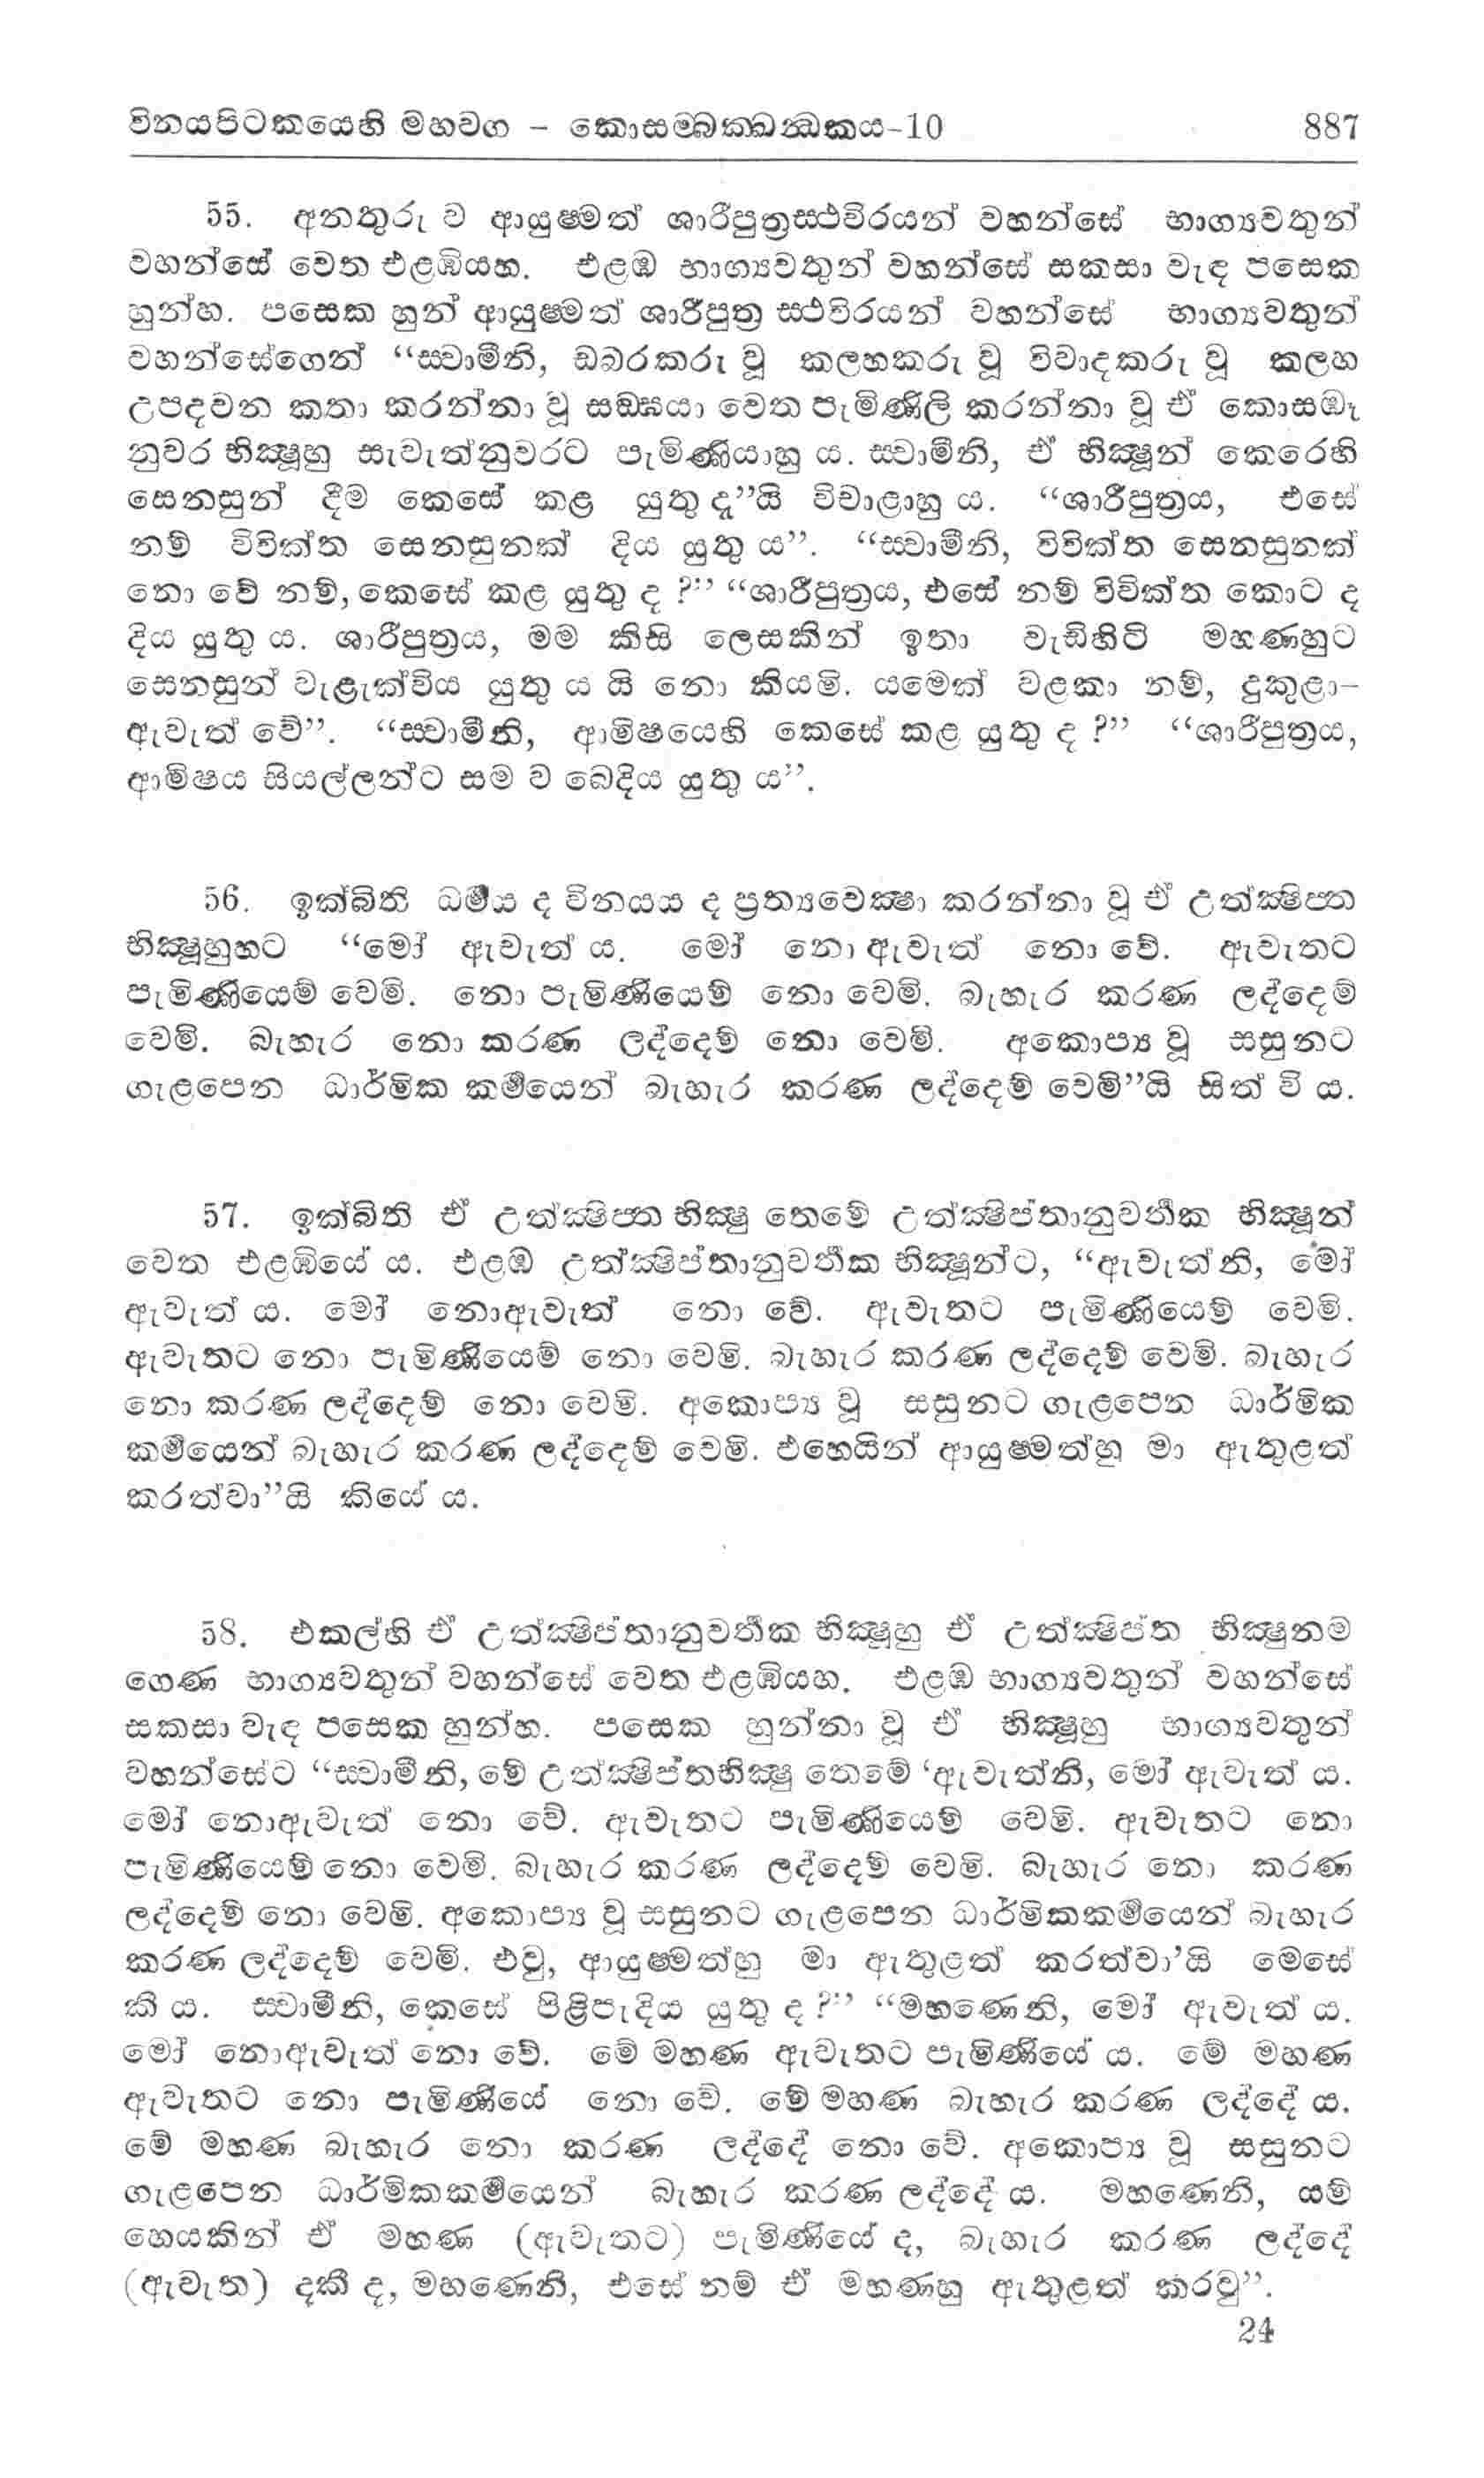 විනයපිටකයෙහි මහවග - කොසම්බක්ඛන්ධකය-10 887
55. අනතුරු ව ආයුෂ්මත් ශාරීපුත්‍රස්ථවිරයන් වහන්සේ භාග්‍යවතුන්
වහන්සේ වෙත එළඹියහ. එළඹ භාග්‍යවතුන් වහන්සේ සකසා වැඳ පසෙක
හුන්හ. පසෙක හුන් ආයුෂ්මත් ශාරීපුත්‍ර ස්ථවිරයන් වහන්සේ භාග්‍යවතුන්
වහන්සේගෙන් “ස්වාමීනි, ඩබරකරු වූ කලහකරු වූ විවාදකරු වූ කලහ
උපදවන කතා කරන්නා වූ සඞ්ඝයා වෙත පැමිණිලි කරන්නා වූ ඒ කොසඹෑ
නුවර භික්‍ෂූහු සැවැත්නුවරට පැමිණියාහු ය. ස්වාමීනි, ඒ භික්‍ෂූන් කෙරෙහි
සෙනසුන් දීම කෙසේ කළ යුතු දැ”යි විචාළාහු ය. “ශාරීපුත්‍රය, එසේ
නම් විවික්ත සෙනසුනක් දිය යුතු ය”. “ස්වාමීනි, විවික්ත සෙනසුනක්
නො වේ නම්, කෙසේ කළ යුතු ද ?” “ශාරීපුත්‍රය, එසේ නම් විවික්ත කොට ද
දිය යුතු ය. ශාරීපුත්‍රය, මම කිසි ලෙසකින් ඉතා වැඩිහිටි මහණහුට
සෙනසුන් වැළැක්විය යුතු ය යි නො කියමි. යමෙක් වළකා නම්, දුකුළා-
ඇවැත් වේ”. “ස්වාමීනි, ආමිෂයෙහි කෙසේ කළ යුතු ද ?” “ශාරීපුත්‍රය,
ආමිෂය සියල්ලන්ට සම ව බෙදිය යුතු ය”.
56. ඉක්බිති ධර්‍මය ද විනයය ද ප්‍රත්‍යවෙක්‍ෂා කරන්නා වූ ඒ උත්ක්‍ෂිප්ත
භික්‍ෂූහුහට “මෝ ඇවැත් ය. මෝ නො ඇවැත් නො වේ. ඇවැතට
පැමිණියෙම් වෙමි. නො පැමිණියෙම් නො වෙමි. බැහැර කරණ ලද්දෙම්
වෙමි. බැහැර නො කරණ ලද්දෙම් නො වෙමි. අකොප්‍ය වූ සසුනට
ගැළපෙන ධාර්මික කර්‍මයෙන් බැහැර කරණ ලද්දෙම් වෙමි”යි සිත් වි ය.
57. ඉක්බිති ඒ උත්ක්‍ෂිප්ත භික්‍ෂු තෙමේ උත්ක්‍ෂිප්තානුවර්‍තක භික්‍ෂූන්
වෙත එළඹියේ ය. එළඹ උත්ක්‍ෂිප්තානුවර්‍තක භික්‍ෂූන්ට, “ඇවැත්නි, මෝ
ඇවැත් ය. මෝ නොඇවැත් නො වේ. ඇවැතට පැමිණියෙම් වෙමි.
ඇවැතට නො පැමිණියෙම් නො වෙමි. බැහැර කරණ ලද්දෙම් වෙමි. බැහැර
නො කරණ ලද්දෙම් නො වෙමි. අකොප්‍ය වූ සසුනට ගැළපෙන ධාර්මික
කර්‍මයෙන් බැහැර කරණ ලද්දෙම් වෙමි. එහෙයින් ආයුෂ්මත්හු මා ඇතුළත්
කරත්වා”යි කියේ ය.
58. එකල්හි ඒ උත්ක්‍ෂිප්තානුවර්‍තක භික්‍ෂූහු ඒ උත්ක්‍ෂිප්ත භික්‍ෂුනම
ගෙණ භාග්‍යවතුන් වහන්සේ වෙත එළඹියහ. එළඹ භාග්‍යවතුන් වහන්සේ
සකසා වැඳ පසෙක හුන්හ. පසෙක හුන්නා වූ ඒ භික්‍ෂූහු භාග්‍යවතුන්
වහන්සේට “ස්වාමීනි, මේ උත්ක්‍ෂිප්තභික්‍ෂු තෙමේ ‘ඇවැත්නි, මෝ ඇවැත් ය.
මෝ නොඇවැත් නො වේ. ඇවැතට පැමිණියෙම් වෙමි. ඇවැතට නො
පැමිණියෙම් නො වෙමි. බැහැර කරණ ලද්දෙම් වෙමි. බැහැර නො කරණ
ලද්දෙම් නො වෙමි. අකොප්‍ය වූ සසුනට ගැළපෙන ධාර්මිකකර්‍මයෙන් බැහැර
කරණ ලද්දෙම් වෙමි. එවු, ආයුෂ්මත්හු මා ඇතුළත් කරත්වා’යි මෙසේ
කී ය. ස්වාමීනි, කෙසේ පිළිපැදිය යුතු ද ?” “මහණෙනි, මෝ ඇවැත් ය.
මෝ නොඇවැත් නො වේ. මේ මහණ ඇවැතට පැමිණියේ ය. මේ මහණ
ඇවැතට නො පැමිණියේ නො වේ. මේ මහණ බැහැර කරණ ලද්දේ ය.
මේ මහණ බැහැර නො කරණ ලද්දේ නො වේ. අකොප්‍ය වූ සසුනට
ගැළපෙන ධාර්මිකකර්‍මයෙන් බැහැර කරණ ලද්දේ ය. මහණෙනි, යම්
හෙයකින් ඒ මහණ (ඇවැතට) පැමිණියේ ද, බැහැර කරණ ලද්දේ
(ඇවැත) දකී ද, මහණෙනි, එසේ නම් ඒ මහණහු ඇතුළත් කරවු”.
24